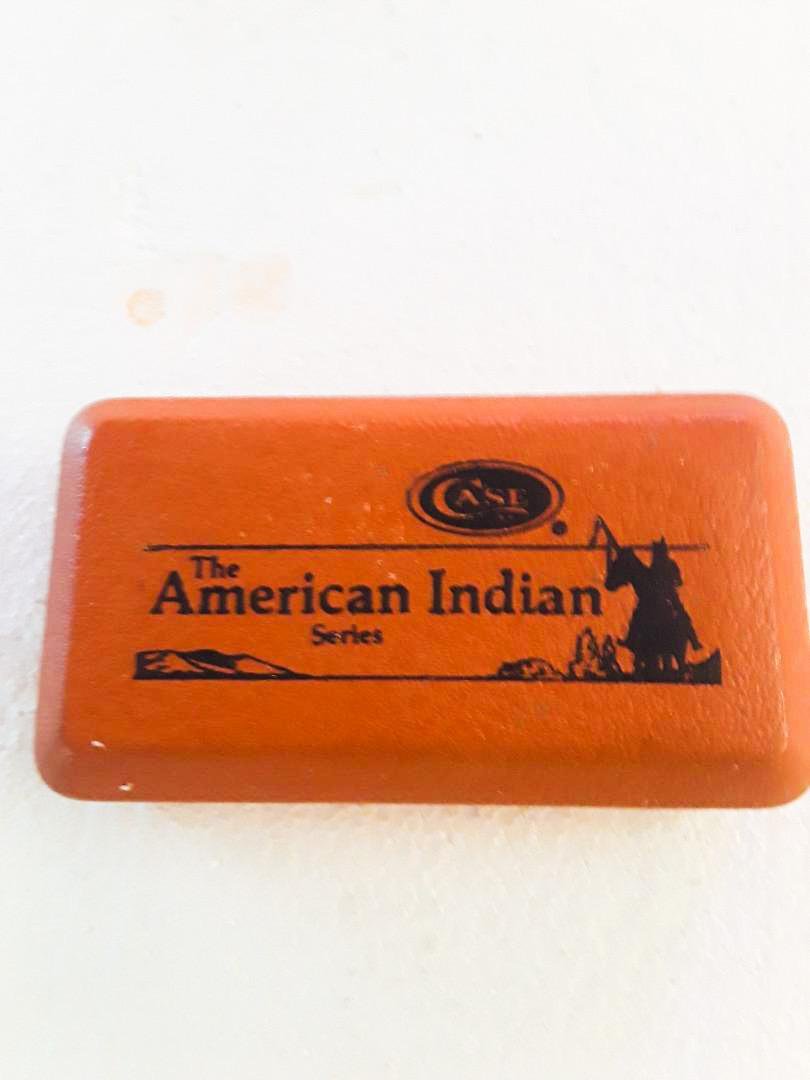 CASE
The
American Indian
Series